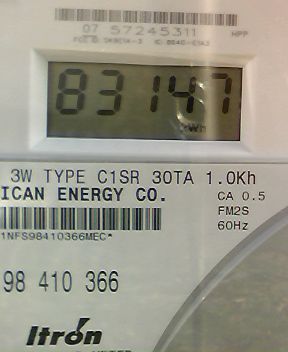 07 57245311 HPP
83147
kWh
3W TYPE C1SR 30TA 1.0Kh
ICAN ENERGY CO. CA 0.5
FM2S
60Hz
1NFS98410366MEC*
98 410 366
Itron